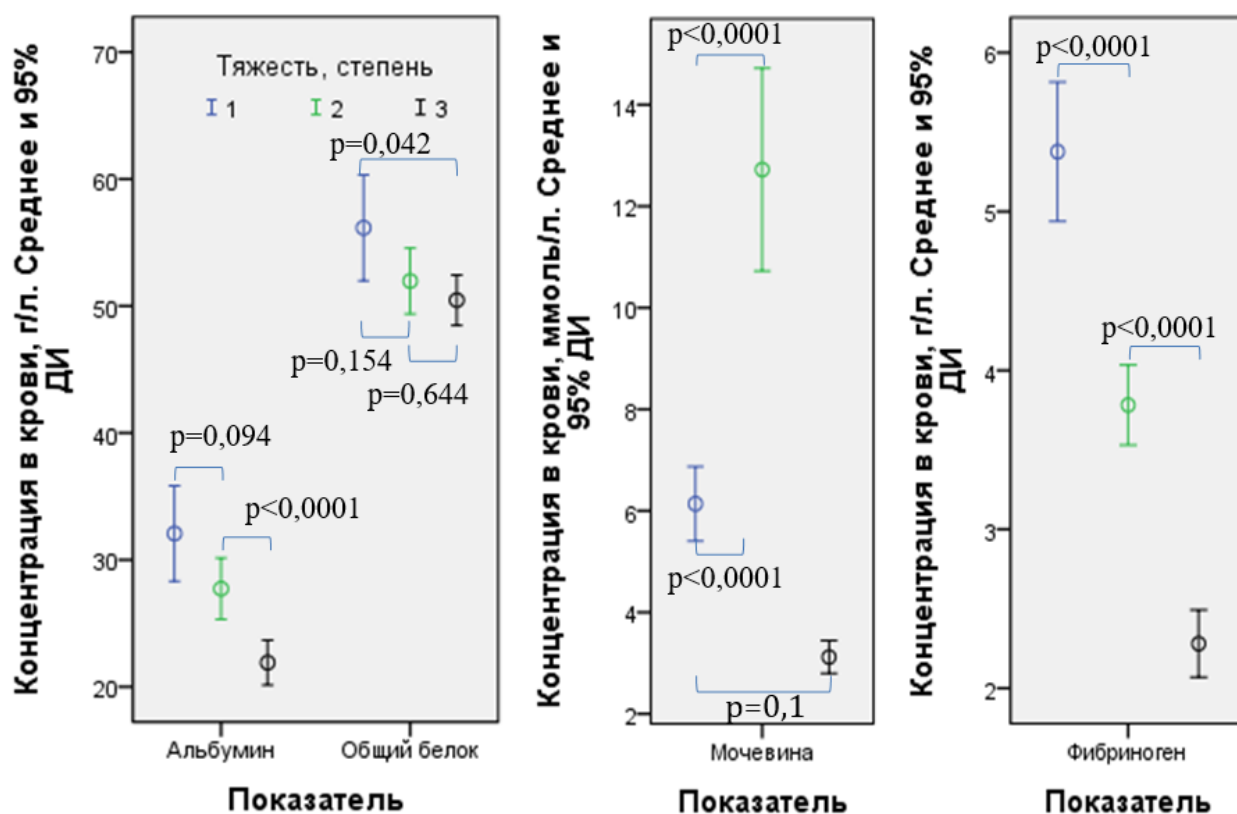 Концентрация в крови, г/л. Среднее и 95%
ДИ
70
60
50
40
30
20
Тяжесть, степень
1 2 3
p=0,042
p=0,154
p=0,644
p=0,094
p<0,0001
Альбумин Общий белок
Показатель
Концентрация в крови, ммоль/л. Среднее и
95% ДИ
14
12
10
8
6
4
2
p<0,0001
p<0,0001
p=0,1
Мочевина
Показатель
Концентрация в крови, г/л. Среднее и 95%
ДИ
6
5
4
3
2
p<0,0001
p<0,0001
Фибриноген
Показатель